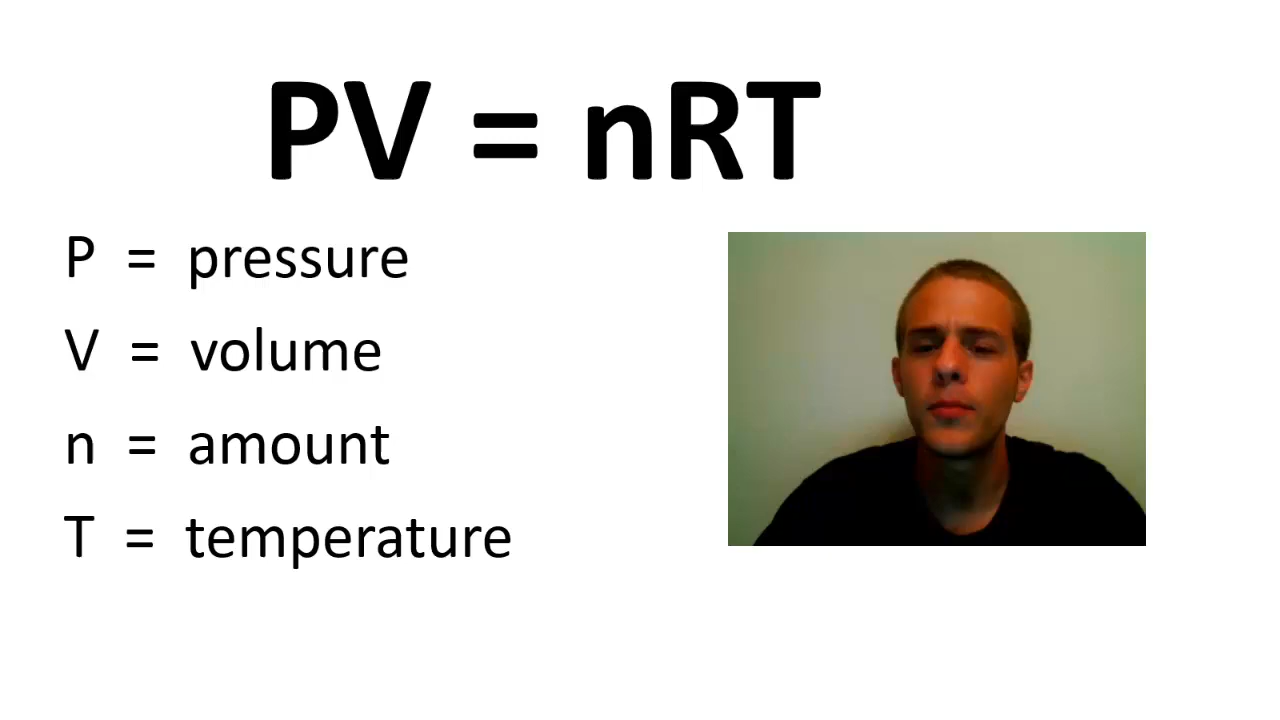 PV = nRT
P = pressure
V = volume
n = amount
T = temperature